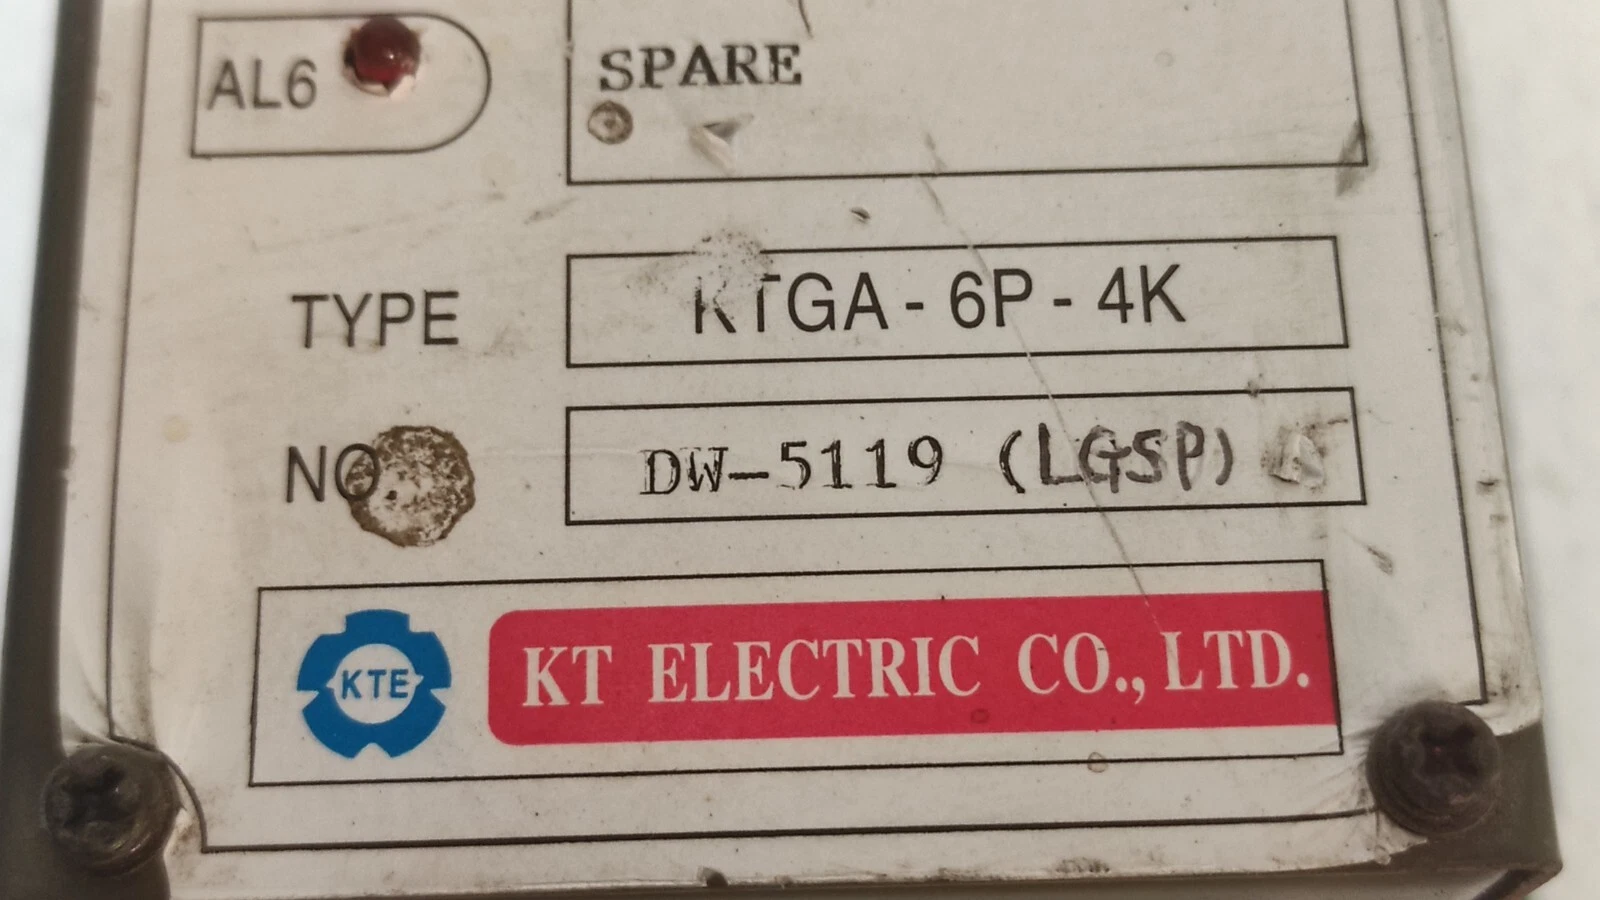 AL6
SPARE
TYPE
KTGA - 6P - 4K
NO
DW-5119 (LGSP)
KTE
KT ELECTRIC CO., LTD.